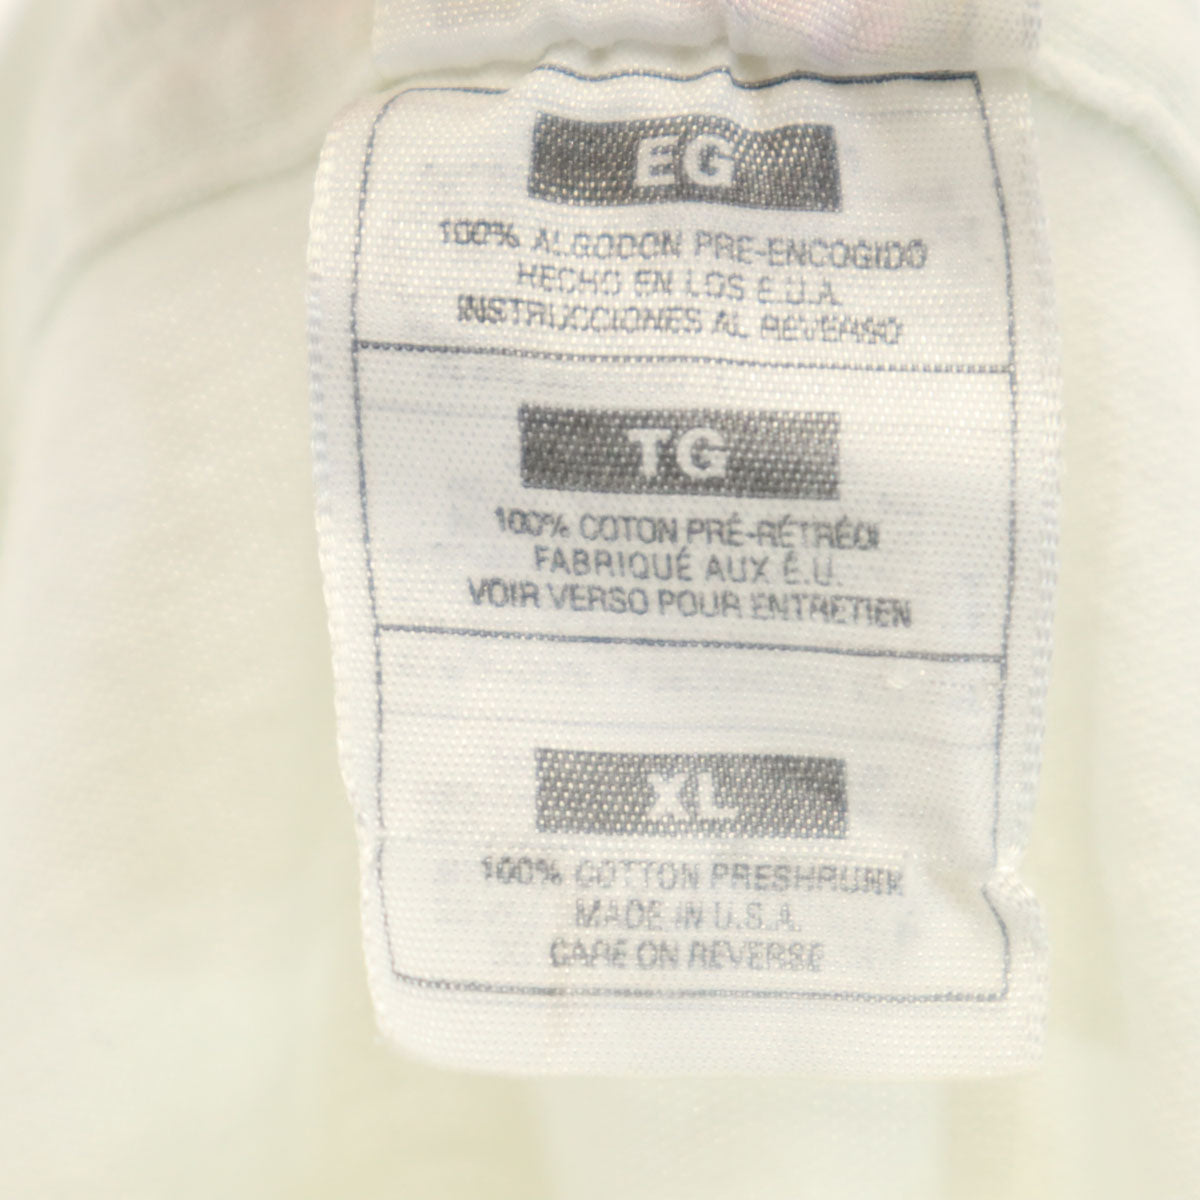 EG
100% ALGODON PRE-ENCOGIDO
HECHO EN LOS E.U.A.
INSTRUCCIONES AL REVERSO
TG
100% COTON PRÉ-RÉTRÉCI
FABRIQUÉ AUX É.U.
VOIR VERSO POUR ENTRETIEN
XL
100% COTTON PRESHRUNK
MADE IN U.S.A.
CARE ON REVERSE